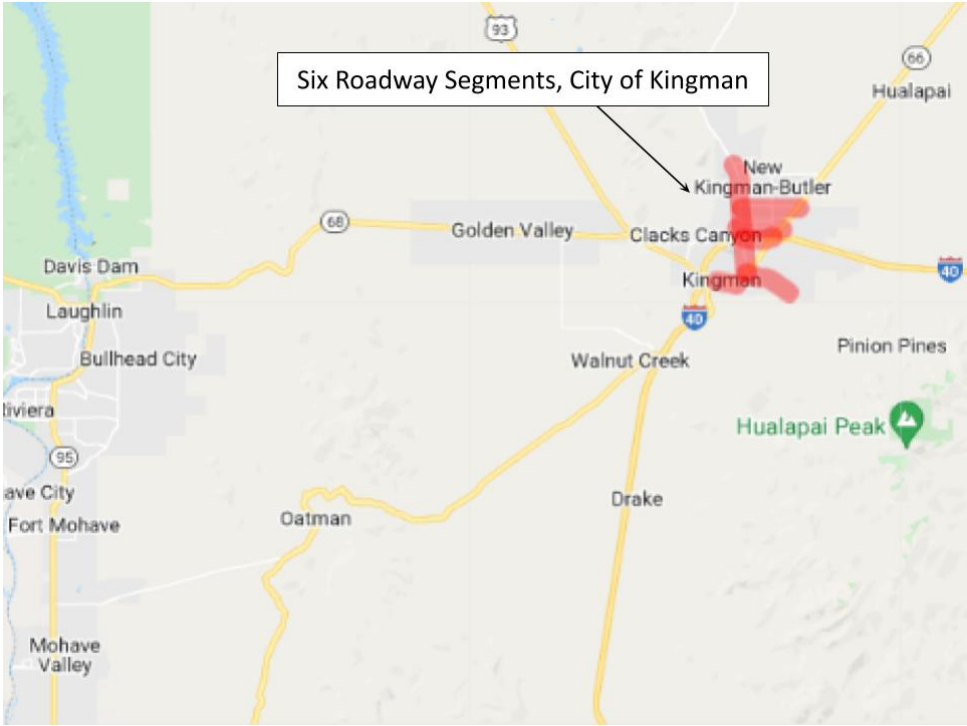 93
Six Roadway Segments, City of Kingman
66
Hualapai
New
Kingman-Butler
68
Golden Valley
Clacks Canyon
Davis Dam
40
Kingman
Laughlin
40
Bullhead City
Walnut Creek
Pinion Pines
Riviera
Hualapai Peak
95
ave City
Drake
Oatman
Fort Mohave
Mohave
Valley